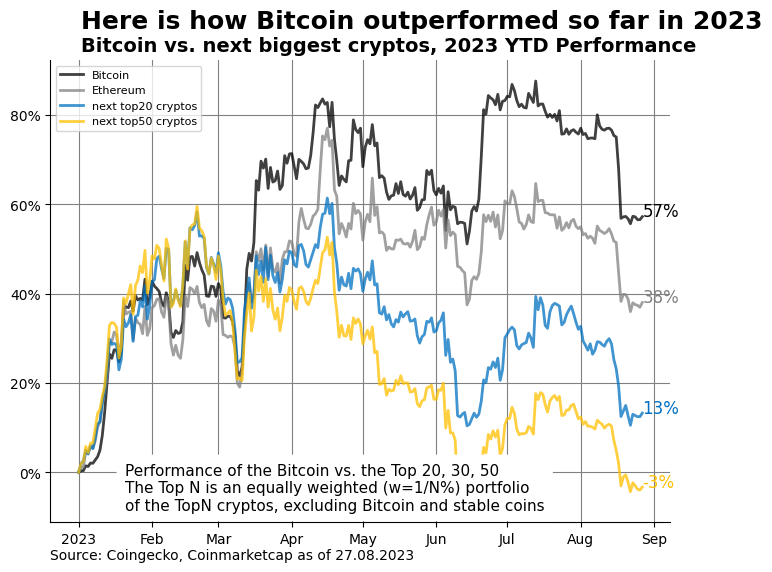 Here is how Bitcoin outperformed so far in 2023
Bitcoin vs. next biggest cryptos, 2023 YTD Performance
Bitcoin
Ethereum
next top20 cryptos
next top50 cryptos
80%
60%
40%
20%
0%
57%
38%
13%
-3%
Performance of the Bitcoin vs. the Top 20, 30, 50
The Top N is an equally weighted (w=1/N%) portfolio
of the TopN cryptos, excluding Bitcoin and stable coins
2023 Feb Mar Apr May Jun Jul Aug Sep
Source: Coingecko, Coinmarketcap as of 27.08.2023